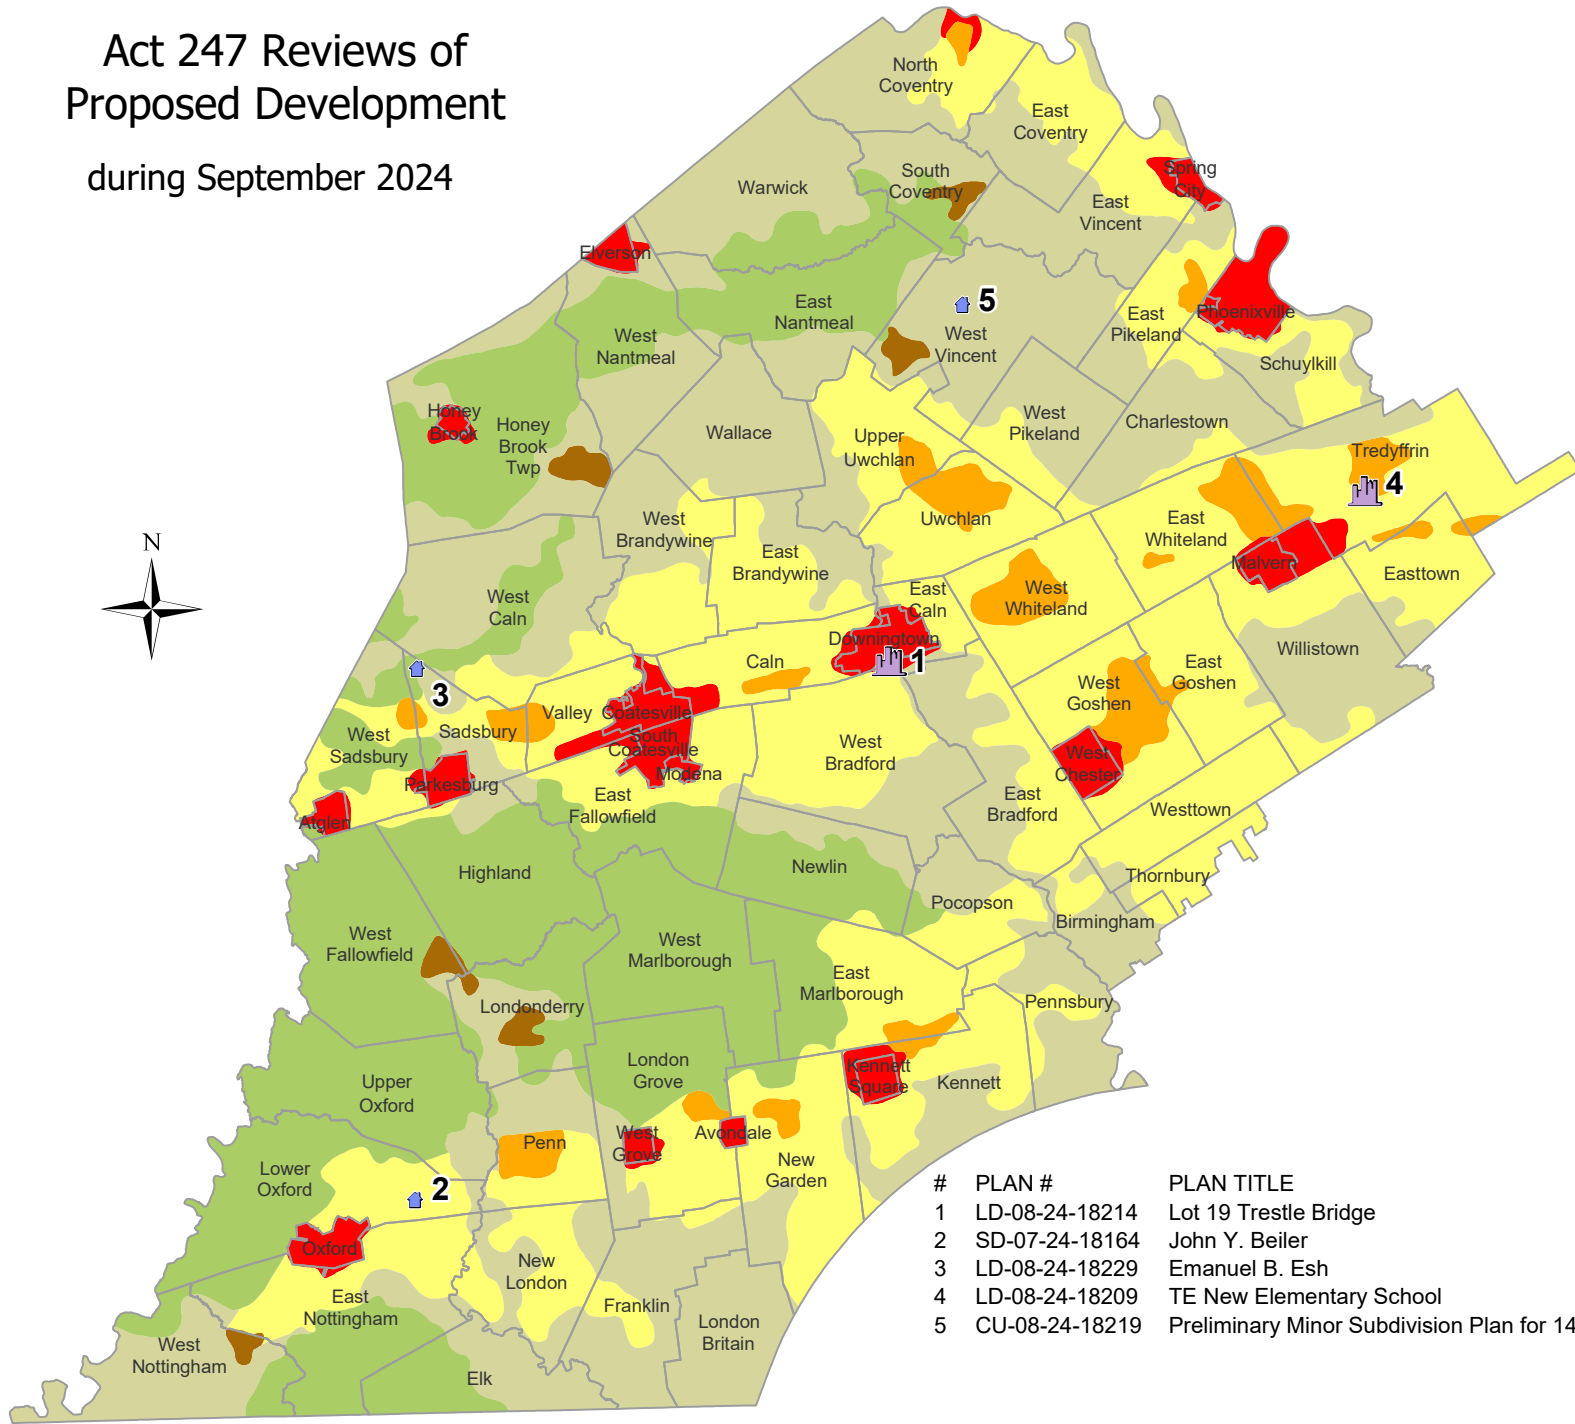 Act 247 Reviews of
Proposed Development
during September 2024
North
Coventry
East
Coventry
Spring
City
South
Coventry
Warwick
East
Vincent
Elverson
East
Nantmeal
5
West
Vincent
Phoenixville
East
Pikeland
West
Nantmeal
Schuylkill
Honey
Brook
Honey
Brook
Twp
Wallace
Upper
Uwchlan
West
Pikeland
Charlestown
Tredyffrin
4
Uwchlan
West
Brandywine
East
Brandywine
East
Whiteland
Malvern
Easttown
N
West
Caln
East
Caln
West
Whiteland
Downingtown
1
Willistown
Caln
West
Goshen
East
Goshen
3
Valley
Coatesville
Sadsbury
West
Sadsbury
South
Coatesville
Modena
West
Bradford
West
Chester
Parkesburg
East
Fallowfield
East
Bradford
Westtown
Atglen
Highland
Newlin
Thornbury
Pocopson
Birmingham
West
Fallowfield
West
Marlborough
East
Marlborough
Londonderry
Pennsbury
London
Grove
Kennett
Square
Kennett
Upper
Oxford
Penn
West
Grove
Avondale
New
Garden
Lower
Oxford
2
Oxford
New
London
East
Nottingham
Franklin
London
Britain
West
Nottingham
Elk
# PLAN # PLAN TITLE
1 LD-08-24-18214 Lot 19 Trestle Bridge
2 SD-07-24-18164 John Y. Beiler
3 LD-08-24-18229 Emanuel B. Esh
4 LD-08-24-18209 TE New Elementary School
5 CU-08-24-18219 Preliminary Minor Subdivision Plan for 14